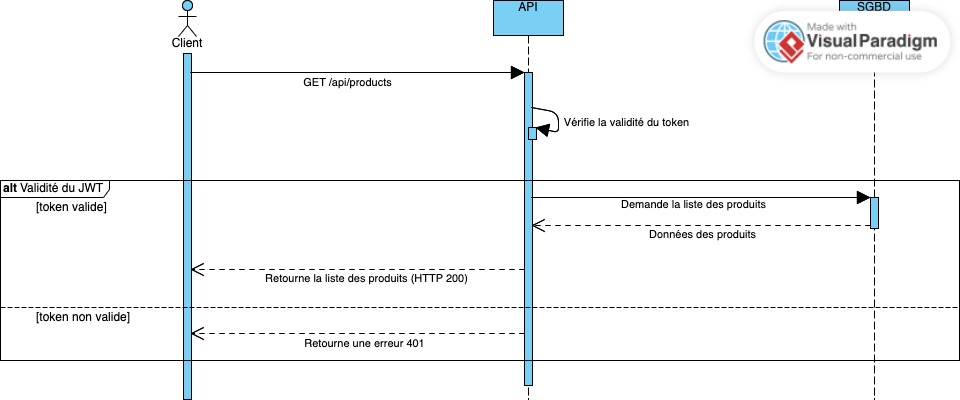 API
SGBD
Made with
VisualParadigm
For non-commercial use
Client
GET /api/products
Vérifie la validité du token
alt Validité du JWT
[token valide]
Demande la liste des produits
Données des produits
Retourne la liste des produits (HTTP 200)
[token non valide]
Retourne une erreur 401